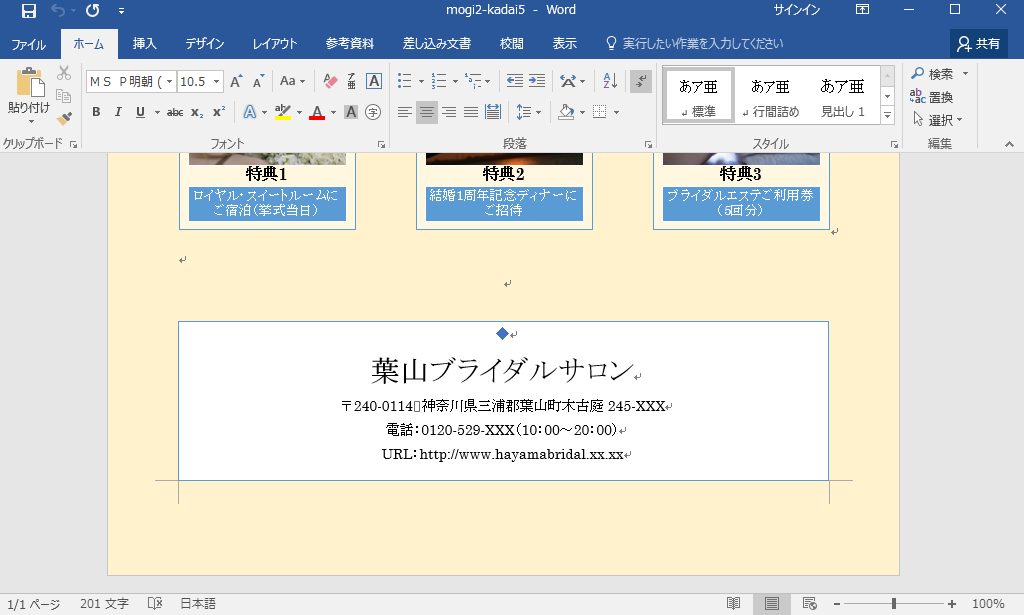 mogi2-kadai5 - Word
サインイン
ファイル ホーム 挿入 デザイン レイアウト 参考資料 差し込み文書 校閲 表示 実行したい作業を入力してください 共有
貼り付け
クリップボード
ＭＳ Ｐ明朝 ( 10.5 A A Aa ア亜 A
B I U abc x₂ x² A aby A A 字
フォント
段落
あア亜 あア亜 あア亜
標準 行間詰め 見出し 1
スタイル
検索
置換
選択
編集
特典1 特典2 特典3
ロイヤル・スイートルームに
ご宿泊（挙式当日）
結婚1周年記念ディナーに
ご招待
ブライダルエステご利用券
（5回分）
葉山ブライダルサロン
〒240-0114 神奈川県三浦郡葉山町木古庭 245-XXX
電話：0120-529-XXX（10：00～20：00）
URL：http://www.hayamabridal.xx.xx
1/1 ページ 201 文字 日本語 100%